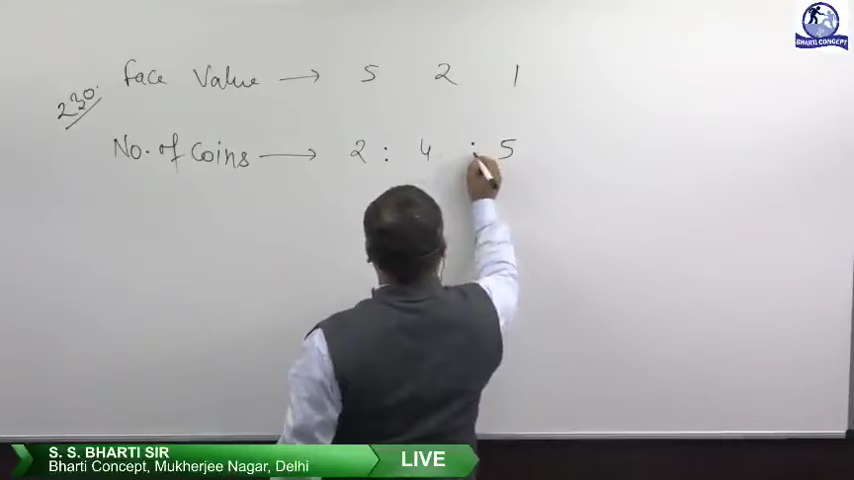 BHARTI CONCEPT
230. Face Value → 5 2 1
No. of Coins → 2 : 4 : 5
S. S. BHARTI SIR
Bharti Concept, Mukherjee Nagar, Delhi
LIVE